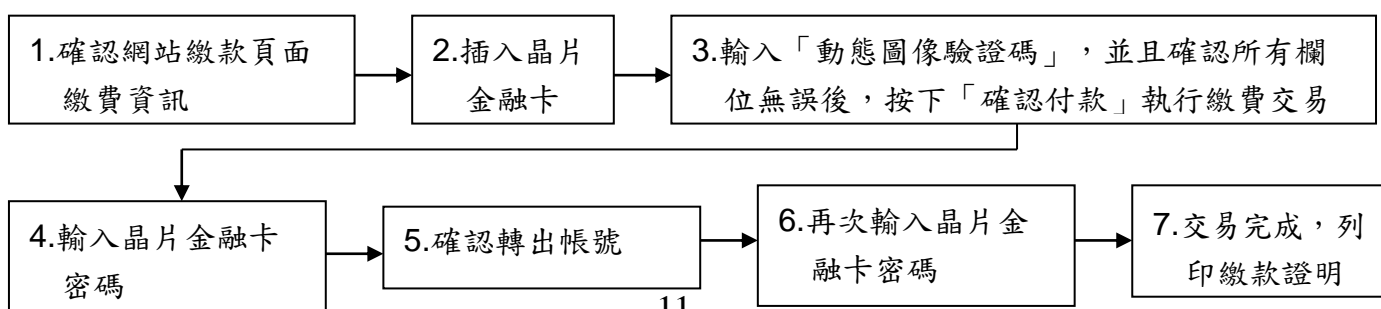 1.確認網站繳款頁面
繳費資訊
2.插入晶片
金融卡
3.輸入「動態圖像驗證碼」，並且確認所有欄
位無誤後，按下「確認付款」執行繳費交易
4.輸入晶片金融卡
密碼
5.確認轉出帳號
6.再次輸入晶片金
融卡密碼
7.交易完成，列
印繳款證明
11